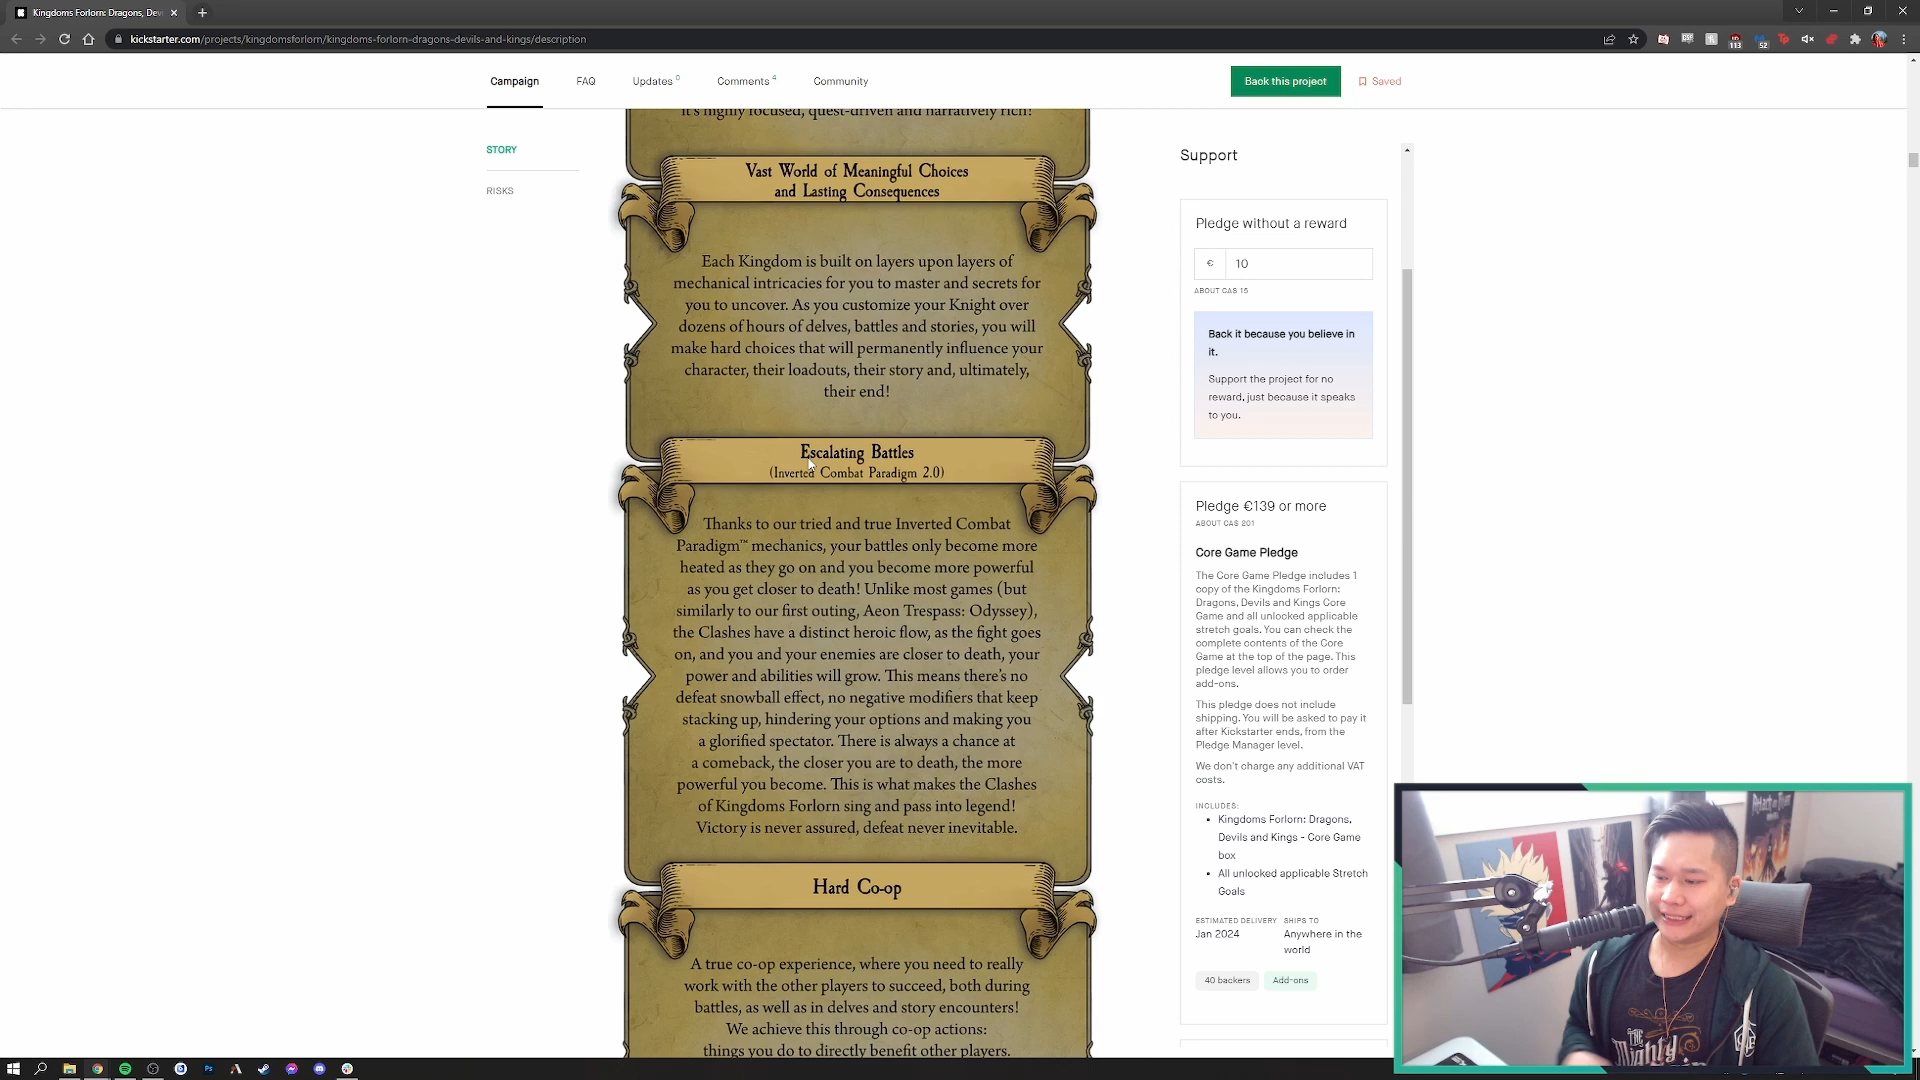 Kingdoms Forlorn: Dragons, Dev
kickstarter.com/projects/kingdomsforlorn/kingdoms-forlorn-dragons-devils-and-kings/description
113
52
Campaign
FAQ
Updates 0
Comments 4
Community
Back this project
Saved
STORY
RISKS
it's highly focused, quest-driven and narratively rich!
Vast World of Meaningful Choices
and Lasting Consequences
Each Kingdom is built on layers upon layers of
mechanical intricacies for you to master and secrets for
you to uncover. As you customize your Knight over
dozens of hours of delves, battles and stories, you will
make hard choices that will permanently influence your
character, their loadouts, their story and, ultimately,
their end!
Escalating Battles
(Inverted Combat Paradigm 2.0)
Thanks to our tried and true Inverted Combat
Paradigm™ mechanics, your battles only become more
heated as they go on and you become more powerful
as you get closer to death! Unlike most games (but
similarly to our first outing, Aeon Trespass: Odyssey),
the Clashes have a distinct heroic flow, as the fight goes
on, and you and your enemies are closer to death, your
power and abilities will grow. This means there's no
defeat snowball effect, no negative modifiers that keep
stacking up, hindering your options and making you
a glorified spectator. There is always a chance at
a comeback, the closer you are to death, the more
powerful you become. This is what makes the Clashes
of Kingdoms Forlorn sing and pass into legend!
Victory is never assured, defeat never inevitable.
Hard Co-op
A true co-op experience, where you need to really
work with the other players to succeed, both during
battles, as well as in delves and story encounters!
We achieve this through co-op actions:
things you do to directly benefit other players.
Support
Pledge without a reward
€ 10
ABOUT CA$ 15
Back it because you believe in
it.
Support the project for no
reward, just because it speaks
to you.
Pledge €139 or more
ABOUT CA$ 201
Core Game Pledge
The Core Game Pledge includes 1
copy of the Kingdoms Forlorn:
Dragons, Devils and Kings Core
Game and all unlocked applicable
stretch goals. You can check the
complete contents of the Core
Game at the top of the page. This
pledge level allows you to order
add-ons.
This pledge does not include
shipping. You will be asked to pay it
after Kickstarter ends, from the
Pledge Manager level.
We don't charge any additional VAT
costs.
INCLUDES:
Kingdoms Forlorn: Dragons,
Devils and Kings - Core Game
box
All unlocked applicable Stretch
Goals
ESTIMATED DELIVERY
Jan 2024
SHIPS TO
Anywhere in the
world
40 backers
Add-ons
Attack on Titan
THE
Mighty